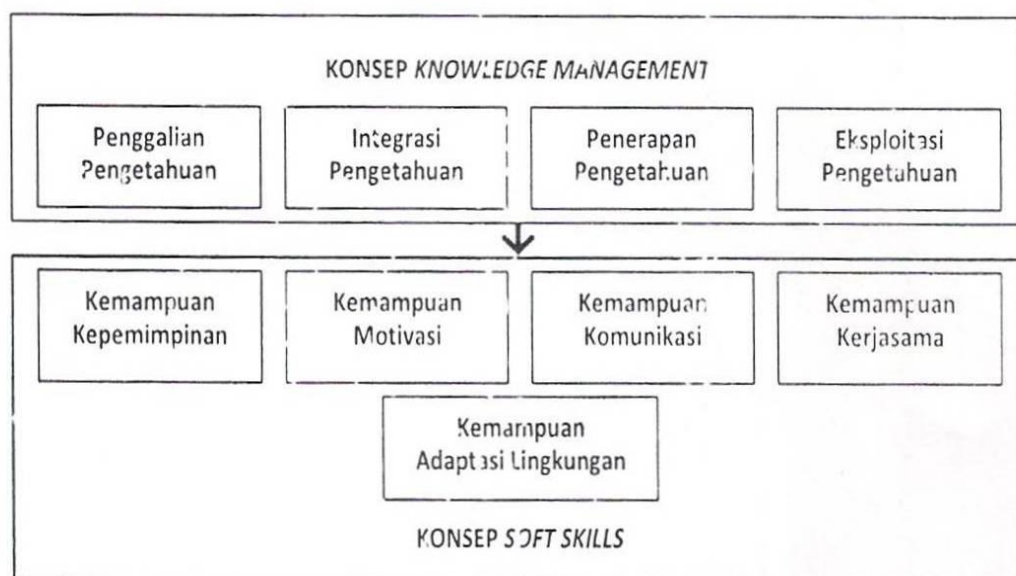 KONSEP KNOWLEDGE MANAGEMENT
Penggalian
Pengetahuan
Integrasi
Pengetahuan
Penerapan
Pengetahuan
Eksploitasi
Pengetahuan
Kemampuan
Kepemimpinan
Kemampuan
Motivasi
Kemampuan
Komunikasi
Kemampuan
Kerjasama
Kemampuan
Adaptasi Lingkungan
KONSEP SOFT SKILLS